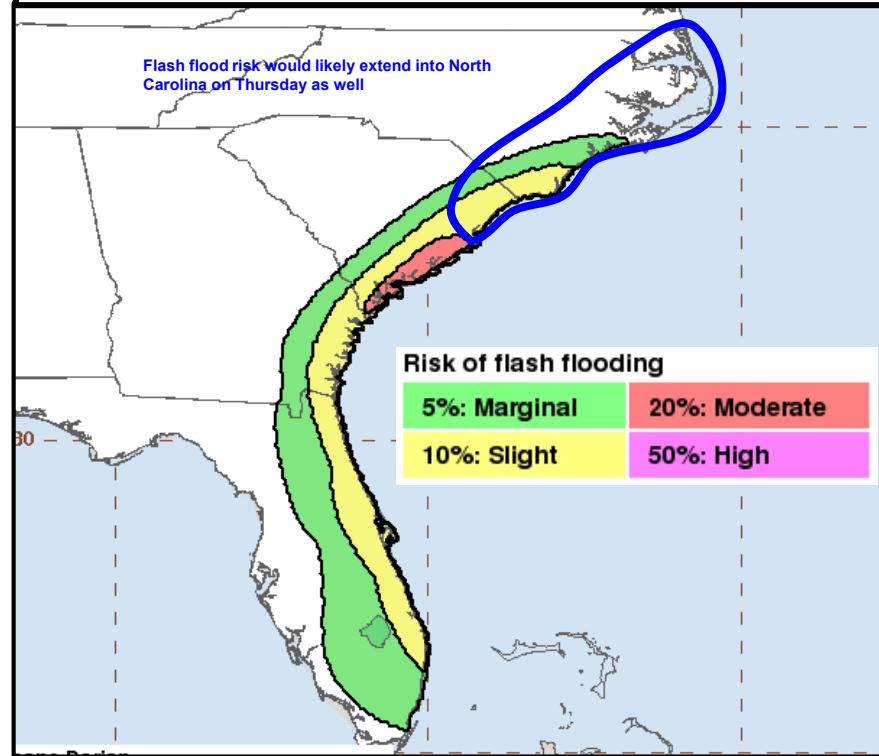 Flash flood risk would likely extend into North
Carolina on Thursday as well
Risk of flash flooding
5%: Marginal
20%: Moderate
10%: Slight
50%: High
30